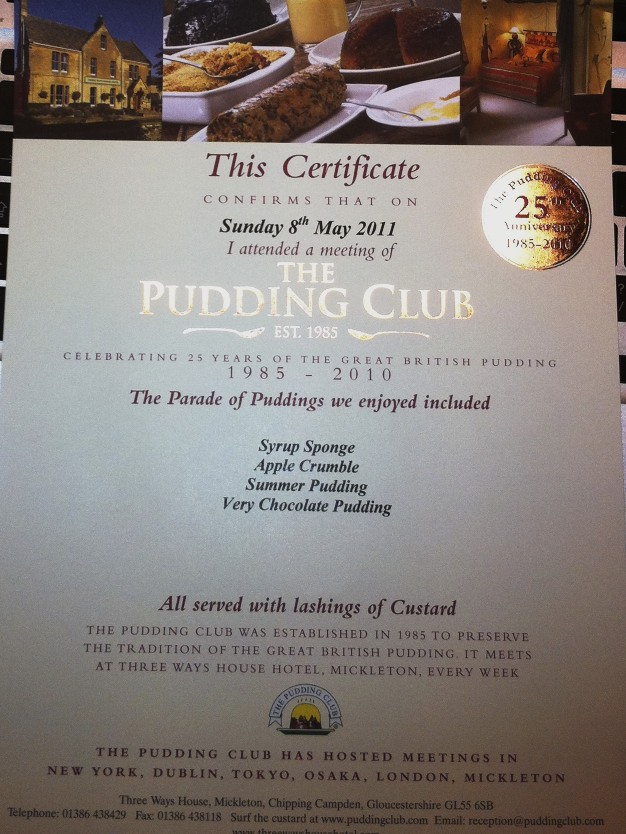 This Certificate
CONFIRMS THAT ON
Sunday 8th May 2011
I attended a meeting of
THE
PUDDING CLUB
EST. 1985
The Pudding
25th
Anniversary
1985-2010
CELEBRATING 25 YEARS OF THE GREAT BRITISH PUDDING
1985 - 2010
The Parade of Puddings we enjoyed included
Syrup Sponge
Apple Crumble
Summer Pudding
Very Chocolate Pudding
All served with lashings of Custard
THE PUDDING CLUB WAS ESTABLISHED IN 1985 TO PRESERVE
THE TRADITION OF THE GREAT BRITISH PUDDING. IT MEETS
AT THREE WAYS HOUSE HOTEL, MICKLETON, EVERY WEEK
THE PUDDING CLUB
THE PUDDING CLUB HAS HOSTED MEETINGS IN
NEW YORK, DUBLIN, TOKYO, OSAKA, LONDON, MICKLETON
Three Ways House, Mickleton, Chipping Campden, Gloucestershire GL55 6SB
Telephone: 01386 438429 Fax: 01386 438118 Surf the custard at www.puddingclub.com Email: reception@puddingclub.com